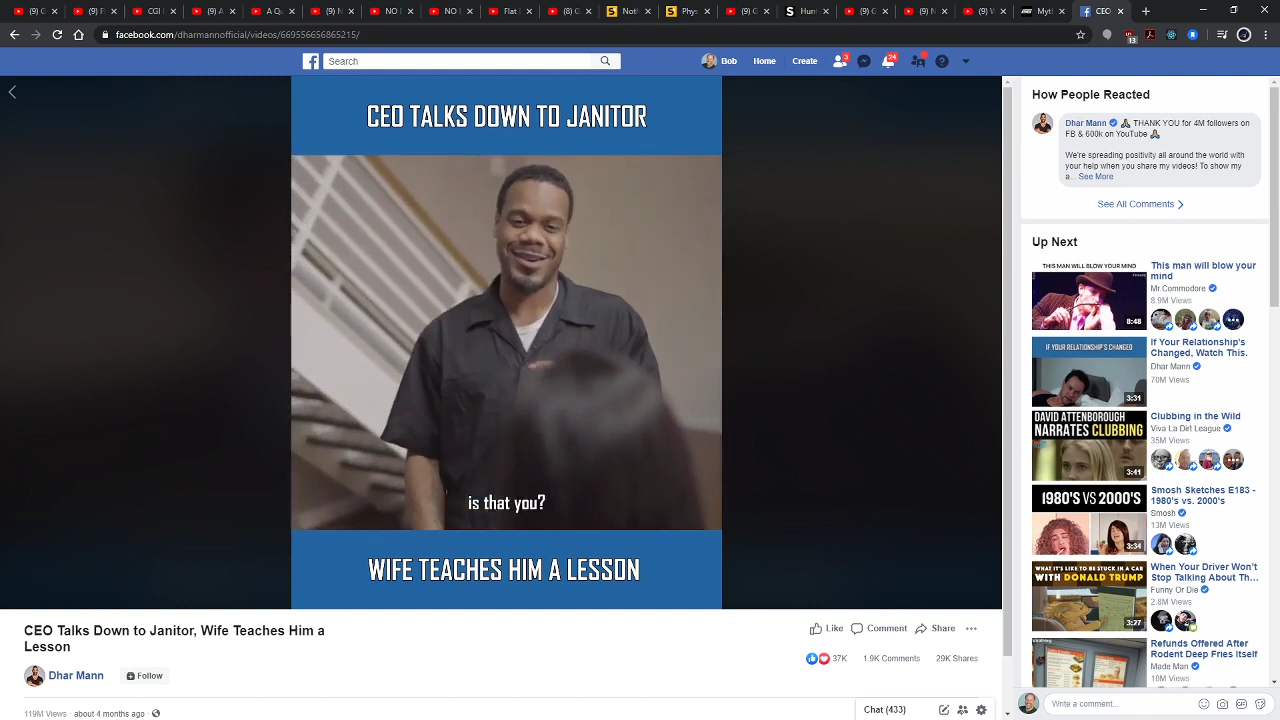 facebook.com/dharmannofficial/videos/669556656865215/
CEO
Search
Bob
Home
Create
3
24
CEO TALKS DOWN TO JANITOR
is that you?
WIFE TEACHES HIM A LESSON
CEO Talks Down to Janitor, Wife Teaches Him a
Lesson
Like
Comment
Share
Dhar Mann
Follow
37K
1.9K Comments
29K Shares
119M Views · about 4 months ago
Chat (433)
How People Reacted
Dhar Mann THANK YOU for 4M followers on
FB & 600k on YouTube
We're spreading positivity all around the world with
your help when you share my videos! To show my
a... See More
See All Comments
Up Next
THIS MAN WILL BLOW YOUR MIND
8:48
This man will blow your
mind
Mr.Commodore
8.9M Views
IF YOUR RELATIONSHIP'S CHANGED
3:31
If Your Relationship's
Changed, Watch This.
Dhar Mann
70M Views
DAVID ATTENBOROUGH
NARRATES CLUBBING
3:41
Clubbing in the Wild
Viva La Dirt League
35M Views
1980'S VS 2000'S
3:34
Smosh Sketches E183 -
1980's vs. 2000's
Smosh
13M Views
WHAT IT'S LIKE TO BE STUCK IN A CAR
WITH DONALD TRUMP
3:27
When Your Driver Won't
Stop Talking About Th...
Funny Or Die
2.8M Views
Refunds Offered After
Rodent Deep Fries Itself
Made Man
10M Views
Write a comment...